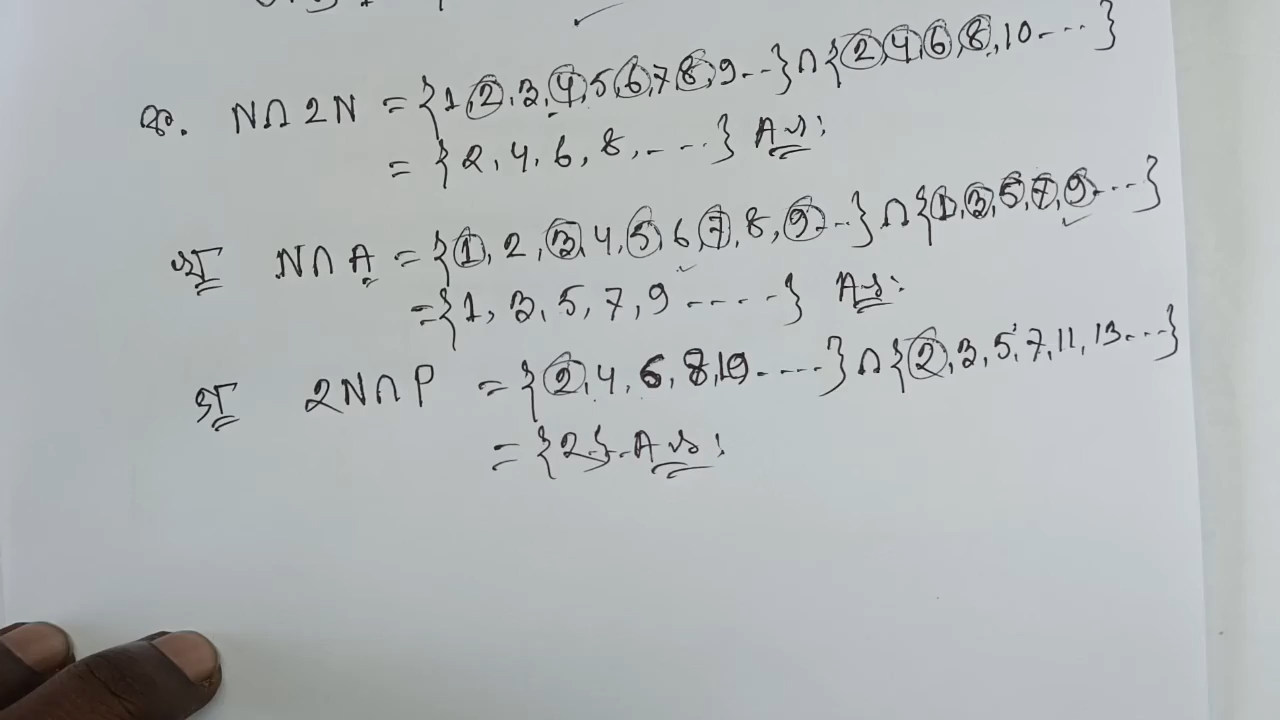 ক. N∩2N = {1,2,3,4,5,6,7,8,9...}∩{2,4,6,8,10....}
= {2,4,6,8,....} Ans:
N∩A = {1,2,3,4,5,6,7,8,9..}∩{1,3,5,7,9...}
={1,3,5,7,9.....} Ans:
2N∩P = {2,4,6,8,10.....}∩{2,3,5,7,11,13...}
= {2}. Ans: